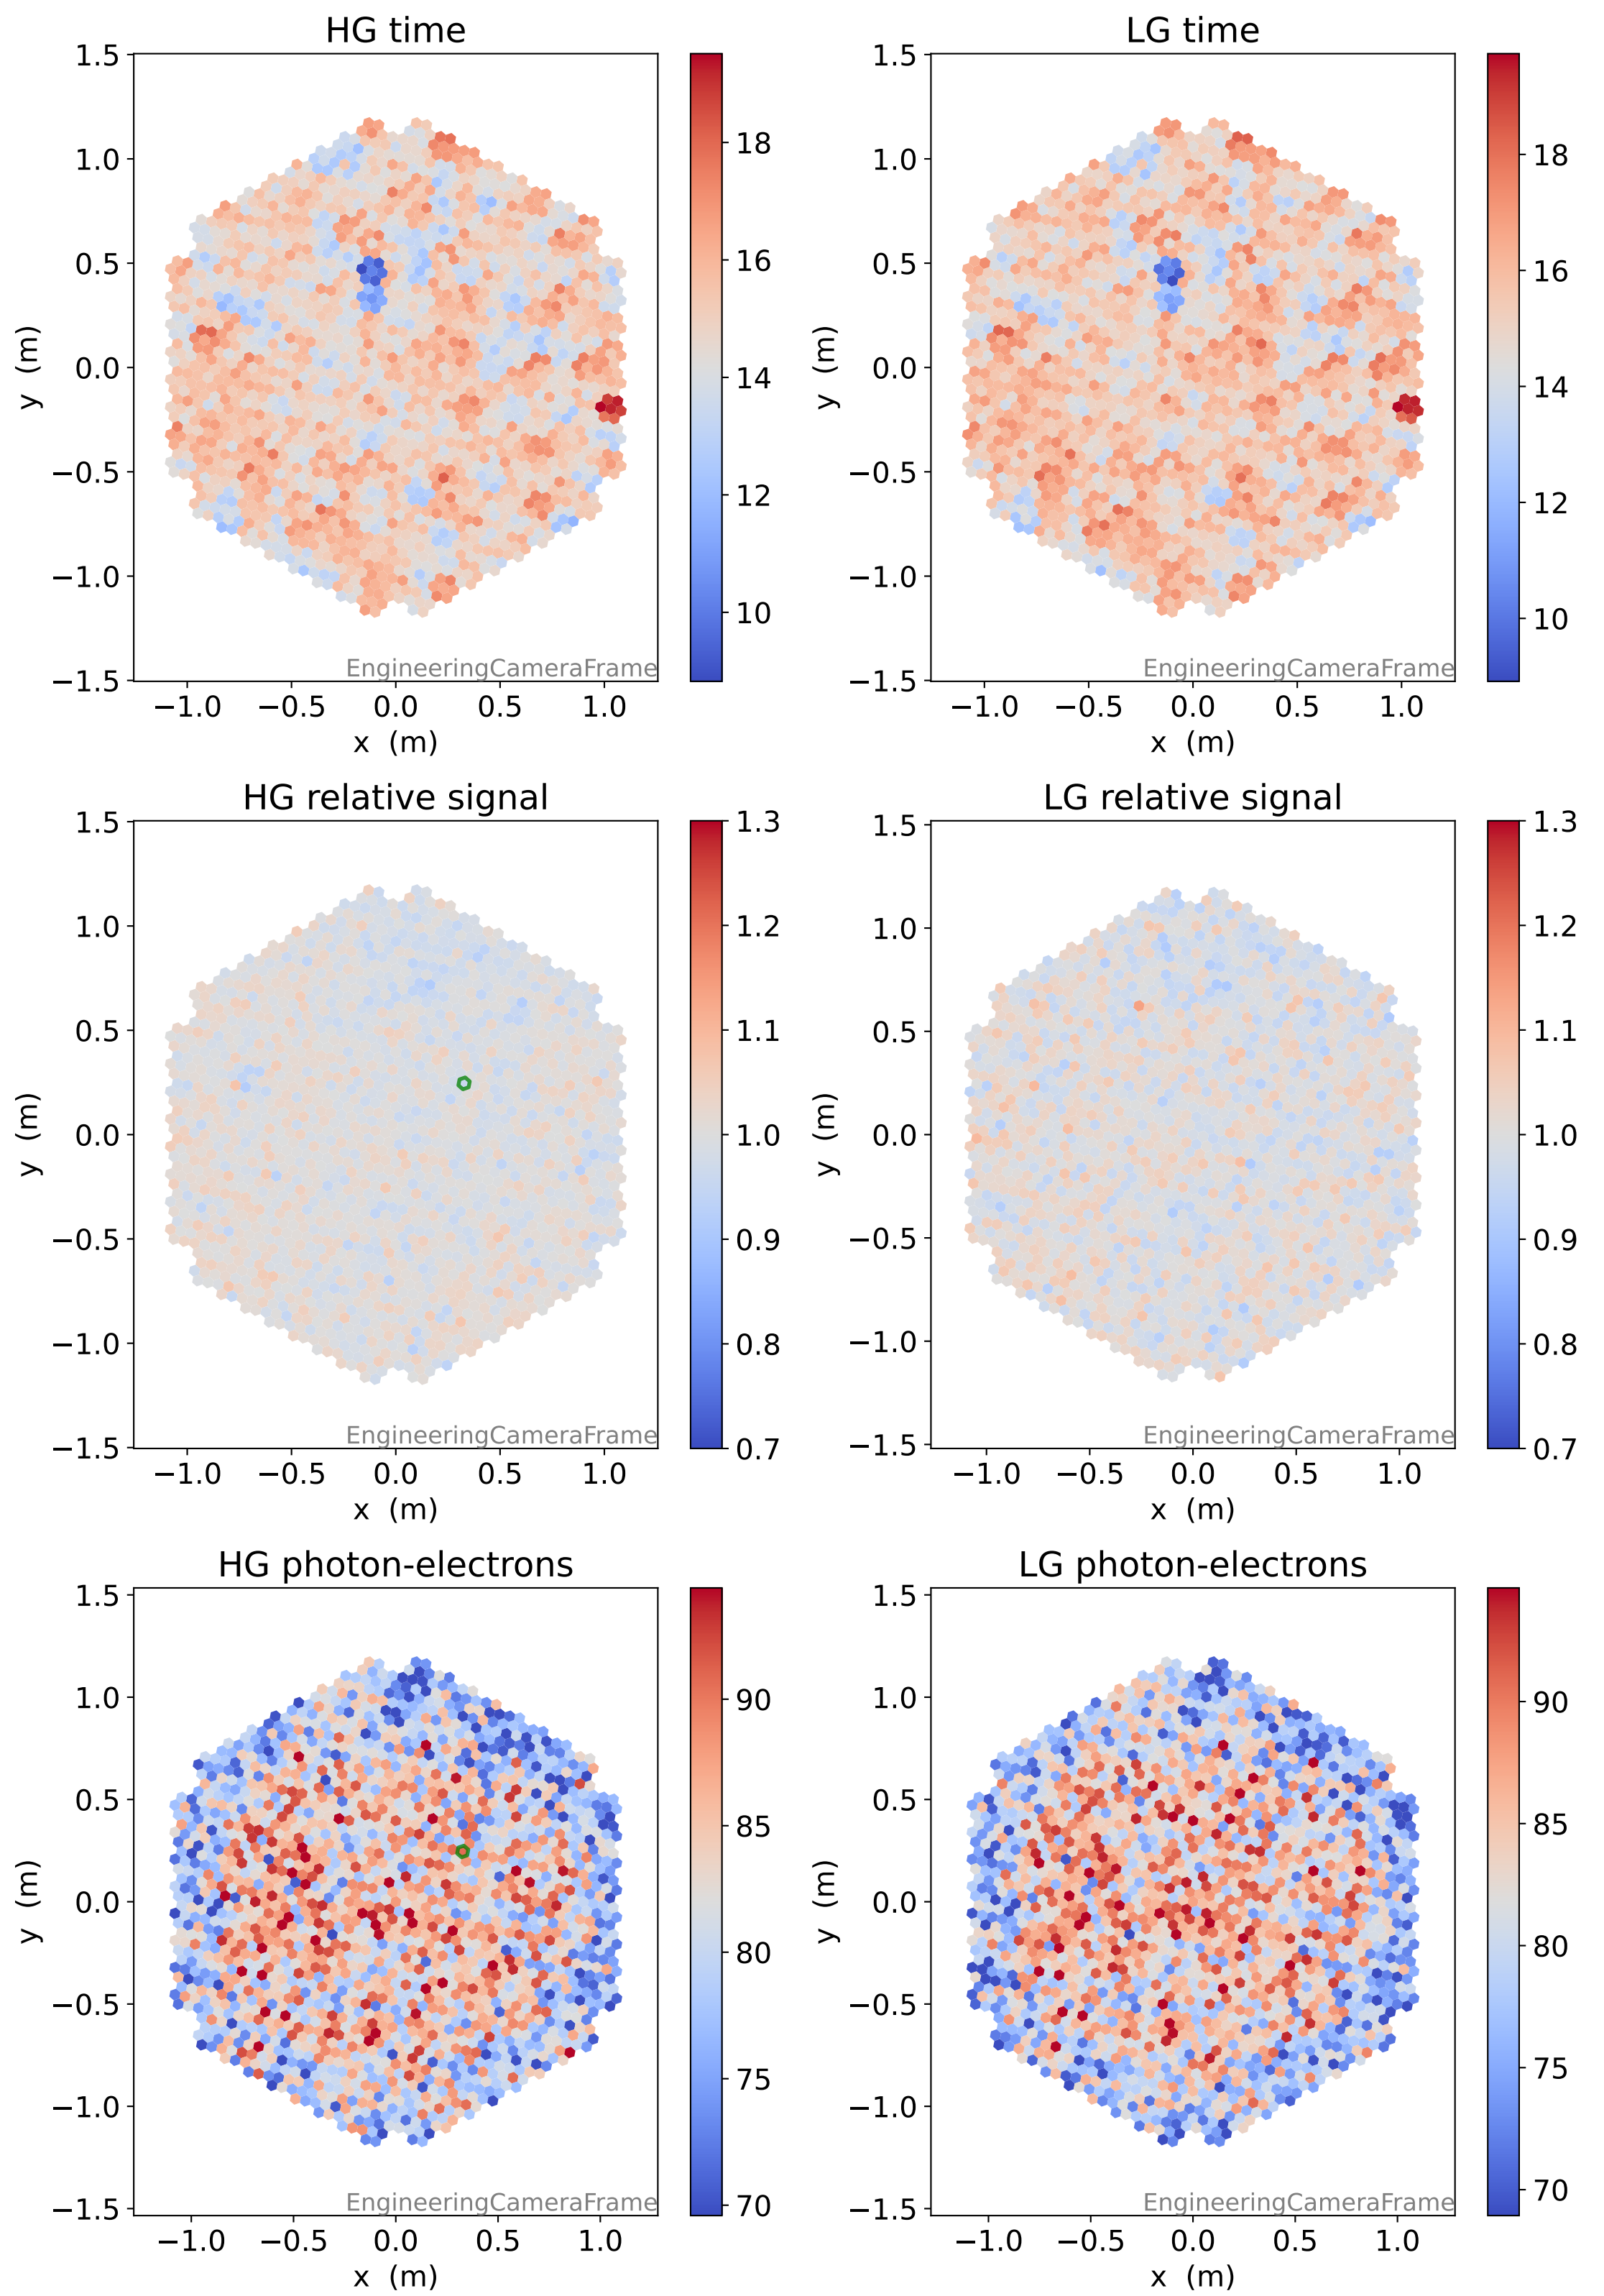 HG time
1.5
1.0
0.5
0.0
−0.5
−1.0
−1.5
y (m)
−1.0 −0.5 0.0 0.5 1.0
x (m)
EngineeringCameraFrame
18
16
14
12
10
LG time
1.5
1.0
0.5
0.0
−0.5
−1.0
−1.5
y (m)
−1.0 −0.5 0.0 0.5 1.0
x (m)
EngineeringCameraFrame
18
16
14
12
10
HG relative signal
1.5
1.0
0.5
0.0
−0.5
−1.0
−1.5
y (m)
−1.0 −0.5 0.0 0.5 1.0
x (m)
EngineeringCameraFrame
1.3
1.2
1.1
1.0
0.9
0.8
0.7
LG relative signal
1.5
1.0
0.5
0.0
−0.5
−1.0
−1.5
y (m)
−1.0 −0.5 0.0 0.5 1.0
x (m)
EngineeringCameraFrame
1.3
1.2
1.1
1.0
0.9
0.8
0.7
HG photon-electrons
1.5
1.0
0.5
0.0
−0.5
−1.0
−1.5
y (m)
−1.0 −0.5 0.0 0.5 1.0
x (m)
EngineeringCameraFrame
90
85
80
75
70
LG photon-electrons
1.5
1.0
0.5
0.0
−0.5
−1.0
−1.5
y (m)
−1.0 −0.5 0.0 0.5 1.0
x (m)
EngineeringCameraFrame
90
85
80
75
70